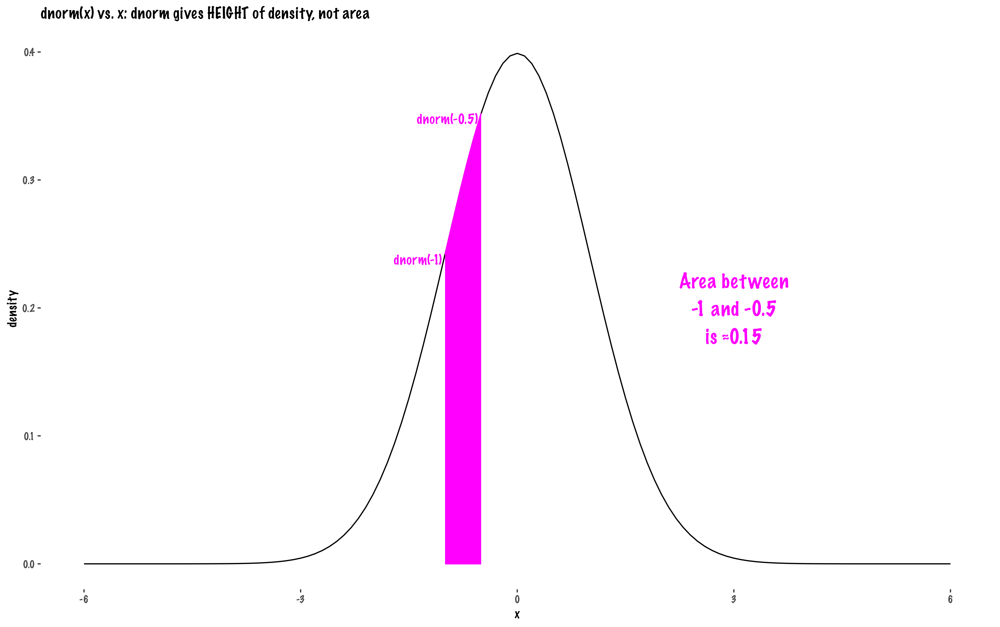 dnorm(x) vs. x: dnorm gives HEIGHT of density, not area
0.4
0.3
0.2
0.1
0.0
density
dnorm(-0.5)
dnorm(-1)
Area between
-1 and -0.5
is ≈0.15
-6
-3
0
3
6
x